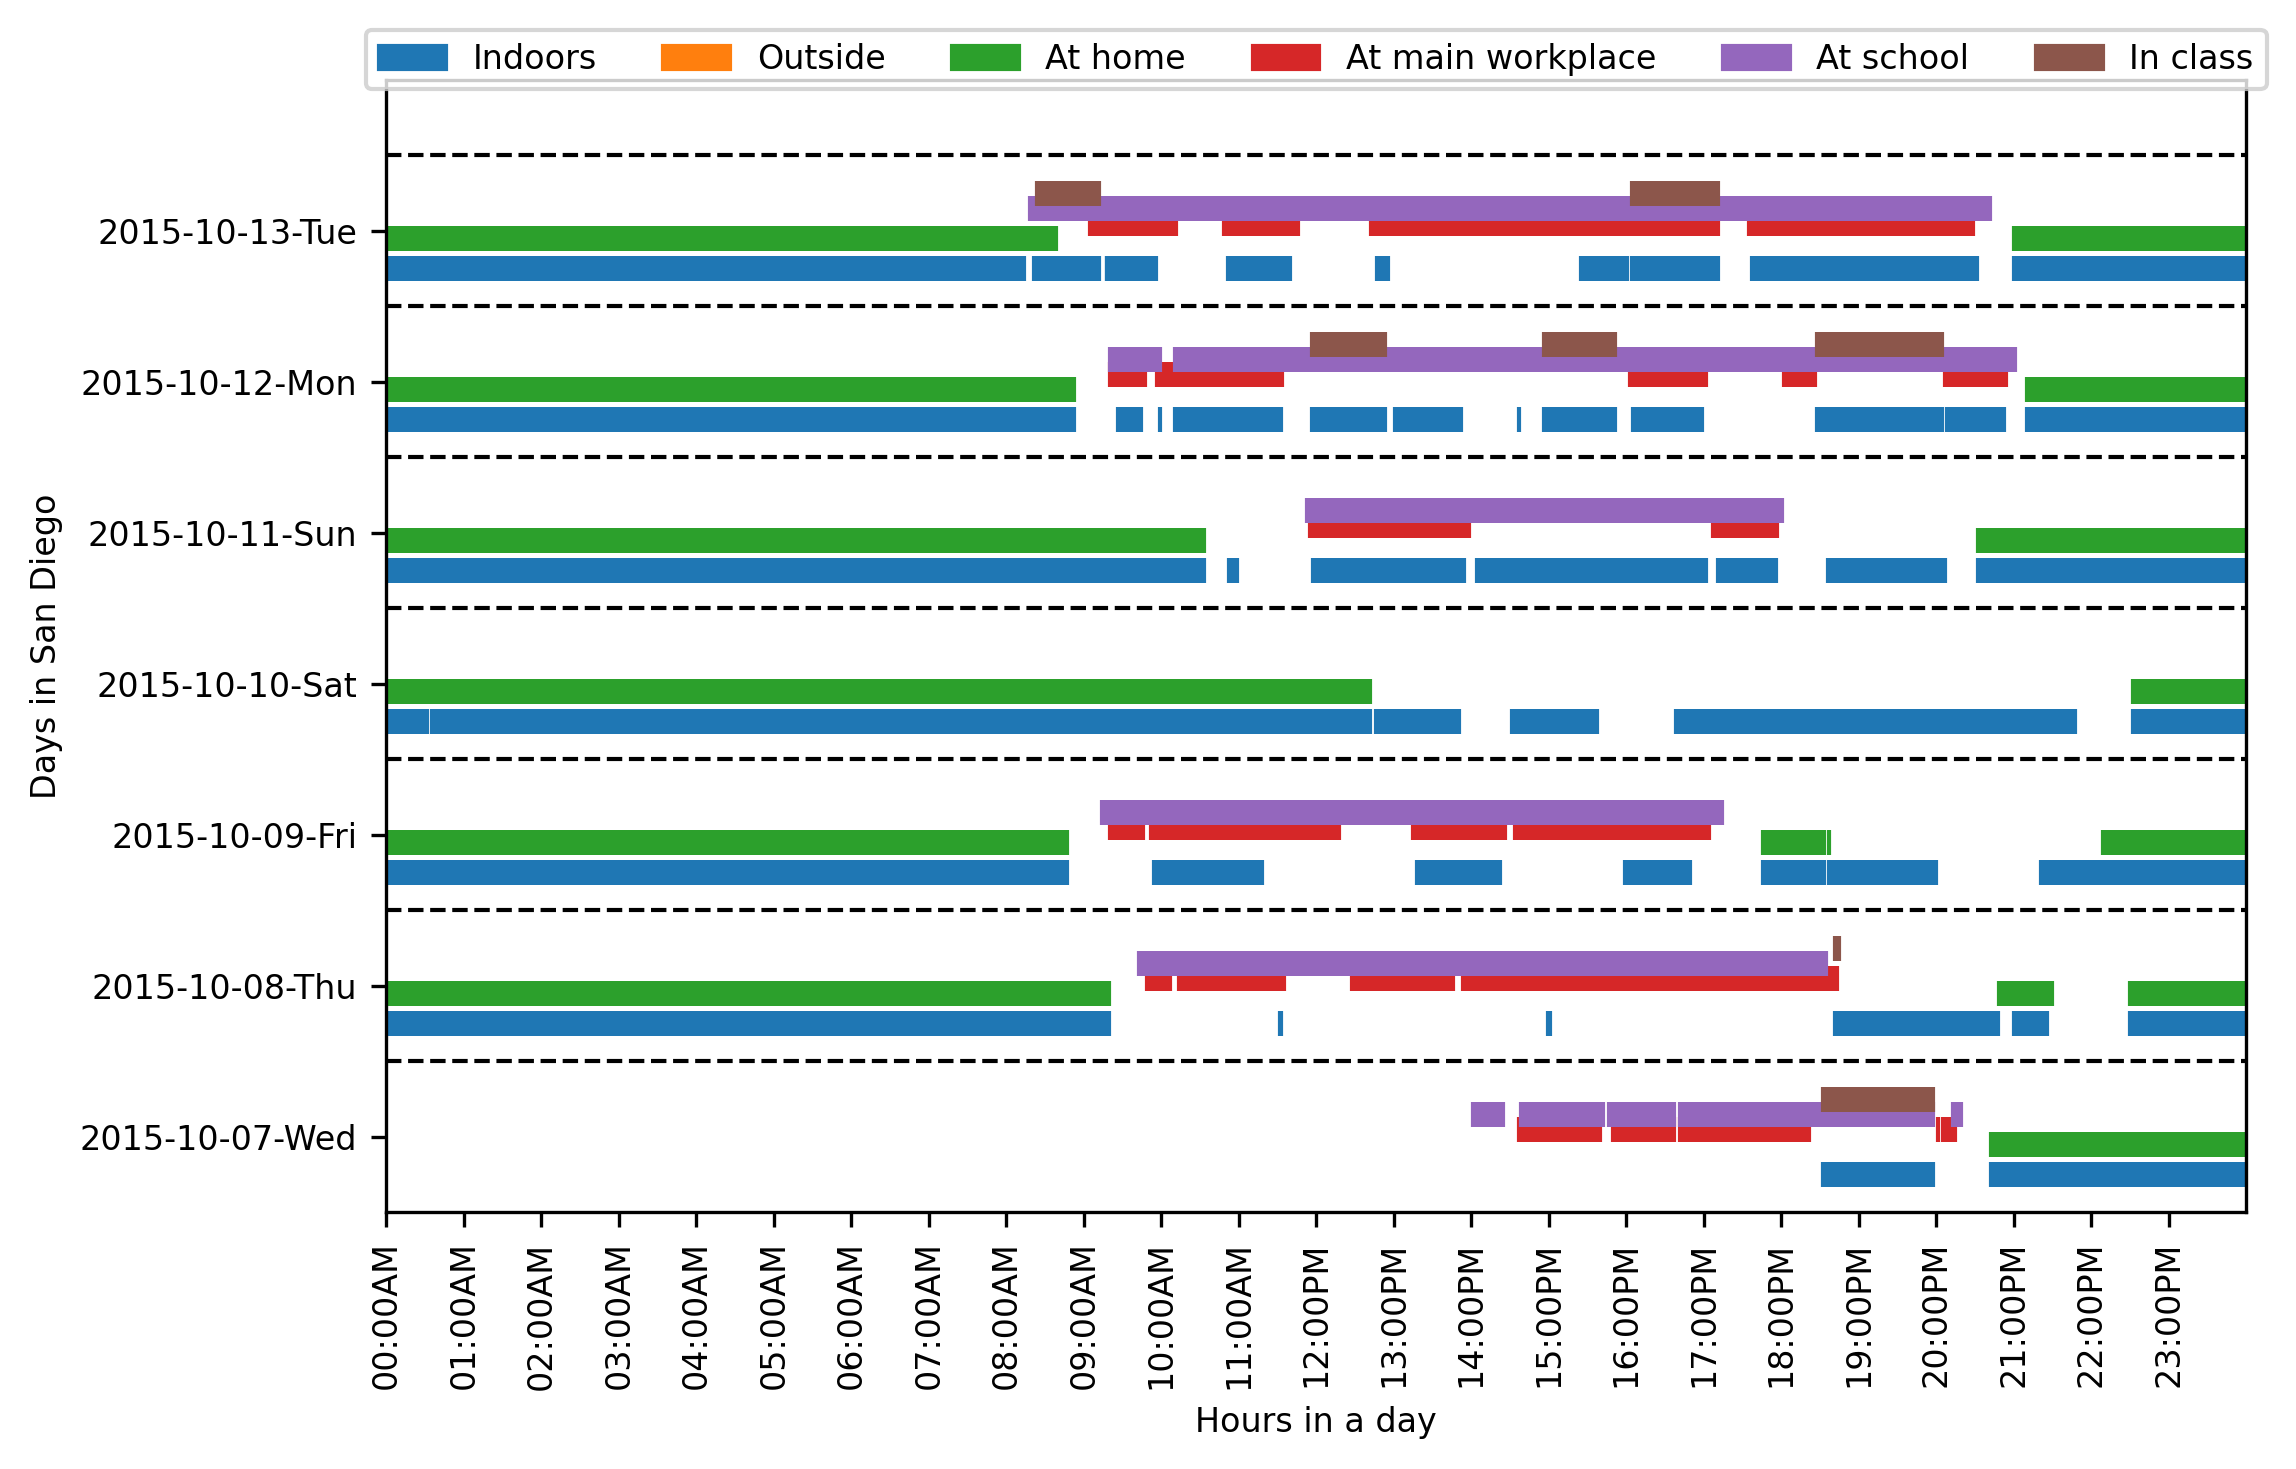 Indoors Outside At home At main workplace At school In class
2015-10-13-Tue
2015-10-12-Mon
2015-10-11-Sun
2015-10-10-Sat
2015-10-09-Fri
2015-10-08-Thu
2015-10-07-Wed
Days in San Diego
00:00AM
01:00AM
02:00AM
03:00AM
04:00AM
05:00AM
06:00AM
07:00AM
08:00AM
09:00AM
10:00AM
11:00AM
12:00PM
13:00PM
14:00PM
15:00PM
16:00PM
17:00PM
18:00PM
19:00PM
20:00PM
21:00PM
22:00PM
23:00PM
Hours in a day